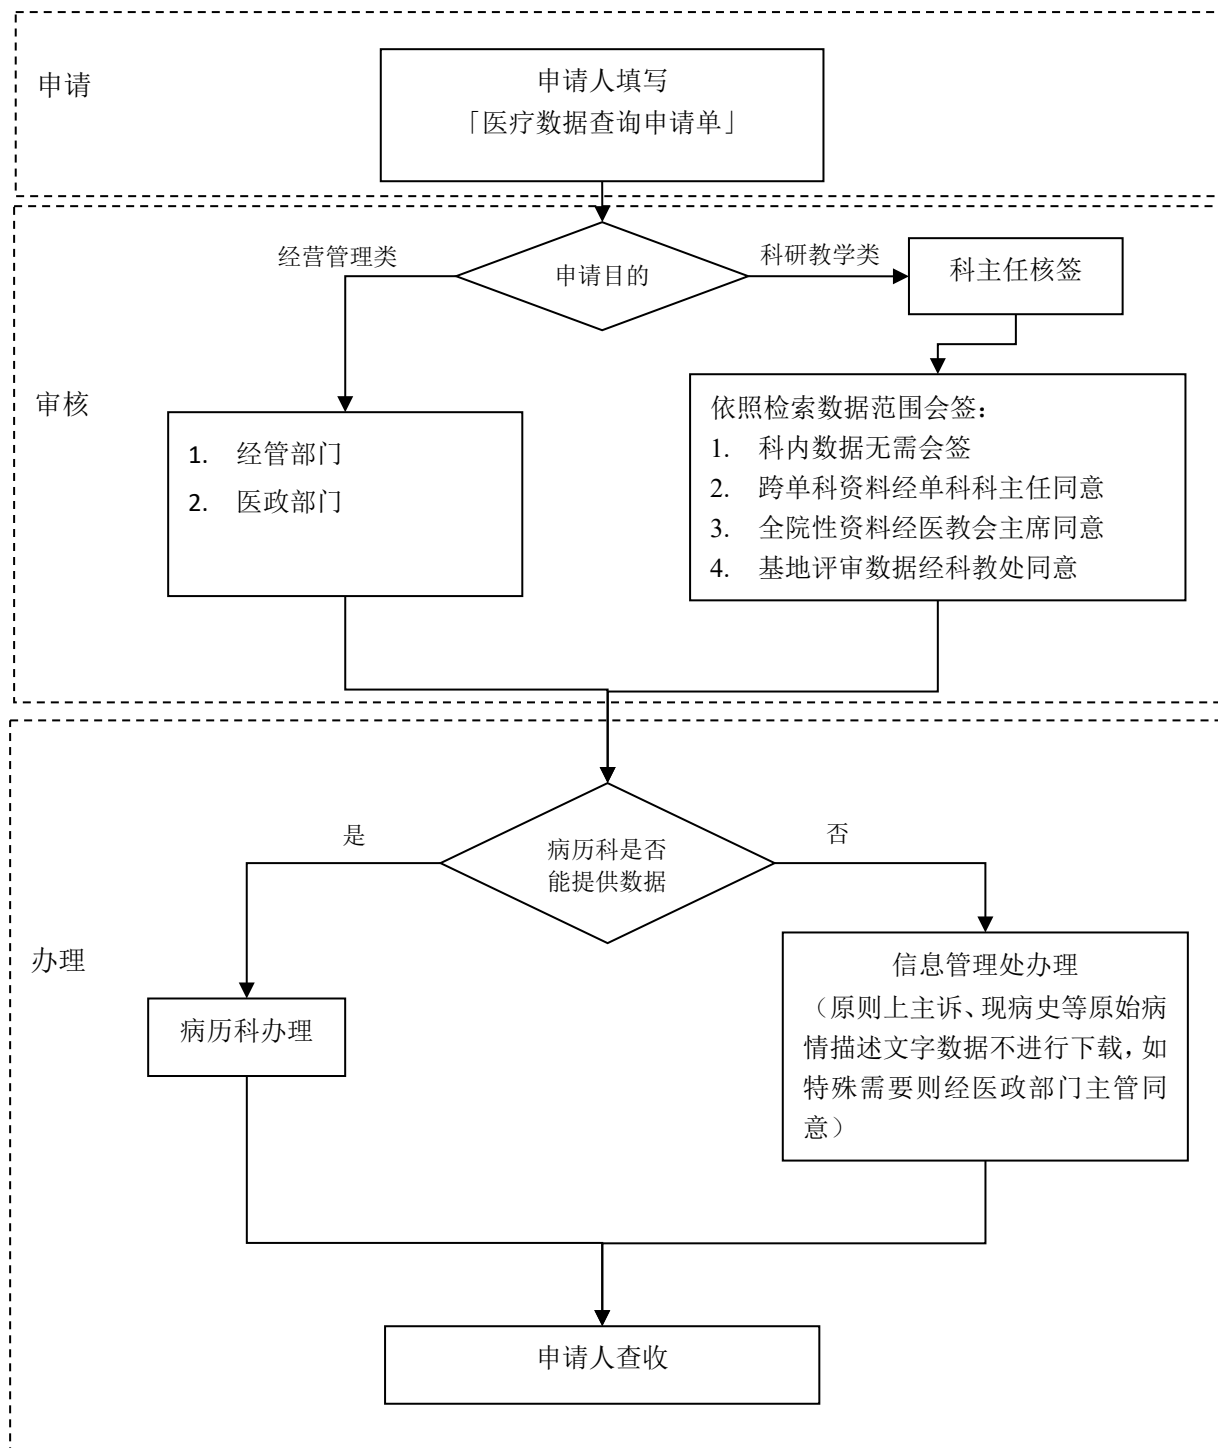 申请
申请人填写
「医疗数据查询申请单」
经营管理类
申请目的
科研教学类
科主任核签
审核
1. 经管部门
2. 医政部门
依照检索数据范围会签：
1. 科内数据无需会签
2. 跨单科资料经单科科主任同意
3. 全院性资料经医教会主席同意
4. 基地评审数据经科教处同意
是
病历科是否
能提供数据
否
办理
病历科办理
信息管理处办理
（原则上主诉、现病史等原始病
情描述文字数据不进行下载，如
特殊需要则经医政部门主管同
意）
申请人查收